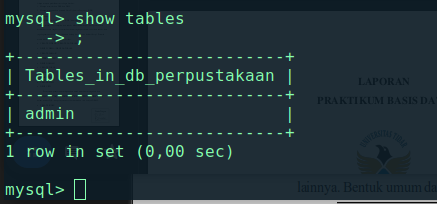 mysql> show tables
    -> ;
+---------------------------+
| Tables_in_db_perpustakaan |
+---------------------------+
| admin                     |
+---------------------------+
1 row in set (0,00 sec)
mysql>
LAPORAN
PRAKTIKUM BASIS DA
lainnya. Bentuk umum da